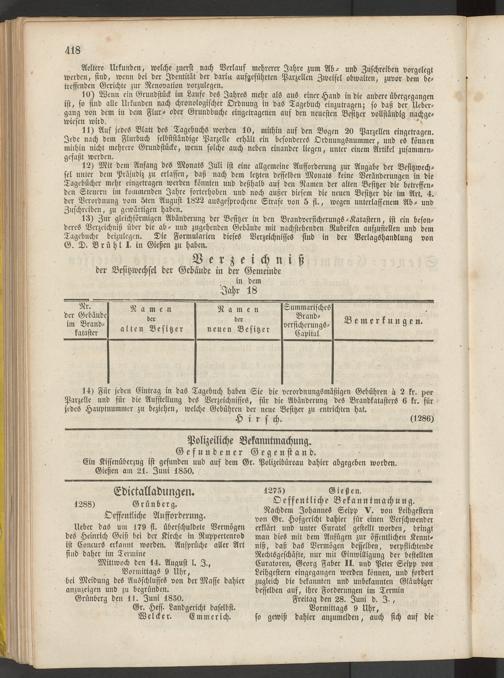 418
Aeltere Urkunden, welche zuerst nach Verlauf mehrerer Jahre zum Ab- und Zuschreiben vorgelegt
werden, sind, wenn bei der Identität der darin aufgeführten Parzellen Zweifel obwalten, zuvor dem be-
treffenden Gerichte zur Renovation vorzulegen.
10) Wenn ein Grundstück im Laufe des Jahres mehr als aus einer Hand in die andere übergegangen
ist, so sind alle Urkunden nach chronologischer Ordnung in das Tagebuch einzutragen; so daß der Ueber-
gang von dem in dem Flur- oder Grundbuche eingetragenen auf den neuesten Besitzer vollständig nachge-
wiesen wird.
11) Auf jedes Blatt des Tagebuchs werden 10, mithin auf den Bogen 20 Parzellen eingetragen.
Jede nach dem Flurbuch selbstständige Parzelle erhält ein besonderes Ordnungsnummer, und es können
mithin nicht mehrere Grundstücke, wenn solche auch neben einander liegen, unter einem Artikel zusammen-
gefaßt werden.
12) Mit dem Anfang des Monats Juli ist eine allgemeine Aufforderung zur Angabe der Besitzwech-
sel unter dem Präjudiz zu erlassen, daß nach dem letzten desselben Monats keine Veränderungen in die
Tagebücher mehr eingetragen werden könnten und deßhalb auf den Namen der alten Besitzer die betreffen-
den Steuern im kommenden Jahre forterhoben und noch außer diesem die neuen Besitzer die im Art. 4.
der Verordnung vom 5ten August 1822 ausgesprochene Strafe von 5 fl., wegen unterlassenem Ab- und
Zuschreiben, zu gewärtigen haben.
13) Zur gleichförmigen Abänderung der Besitzer in den Brandversicherungs-Katastern, ist ein beson-
deres Verzeichniß über die ab- und zugehenden Gebäude mit nachstehenden Rubriken aufzustellen und dem
Tagebuche beizulegen. Die Formularien dieses Verzeichnisses sind in der Verlagshandlung von
G. D. Brühl I. in Gießen zu haben.
Verzeichniß
der Besitzwechsel der Gebäude in der Gemeinde
in dem
Jahr 18
Nr.
der Gebäude
im Brand-
kataster
Namen
der
alten Besitzer
Namen
der
neuen Besitzer
Summarisches
Brand-
versicherungs-
Capital.
Bemerkungen.
14) Für jeden Eintrag in das Tagebuch haben Sie die verordnungsmäßigen Gebühren à 2 kr. per
Parzelle und für die Aufstellung des Verzeichnisses, für die Abänderung des Brandkatasters 6 kr. für
jedes Hauptnummer zu beziehen, welche Gebühren der neue Besitzer zu entrichten hat.
Hirsch. (1286)
Polizeiliche Bekanntmachung.
Gefundener Gegenstand.
Ein Kissenüberzug ist gefunden und auf dem Gr. Polizeibüreau dahier abgegeben worden.
Gießen am 21. Juni 1850.
Edictalladungen.
1288) Grünberg.
Oeffentliche Aufforderung.
Ueber das um 179 fl. überschuldete Vermögen
des Heinrich Geiß bei der Kirche in Ruppertenrod
ist Concurs erkannt worden. Ansprüche aller Art
sind daher im Termine
Mittwoch den 14. August l. J.,
Vormittags 9 Uhr,
bei Meidung des Ausschlusses von der Masse dahier
anzuzeigen und zu begründen.
Grünberg den 11. Juni 1850.
Gr. Hess. Landgericht daselbst.
Welcker. Emmerich.
1275) Gießen.
Oeffentliche Bekanntmachung.
Nachdem Johannes Seipp V. von Leihgestern
von Gr. Hofgericht dahier für einen Verschwender
erklärt und unter Curatel gestellt worden, dringt
man dies mit dem Anfügen zur öffentlichen Kennt-
niß, daß das Vermögen desselben, verpflichtende
Rechtsgeschäfte, nur mit Einwilligung der bestellten
Curatoren, Georg Faber II. und Peter Seipp von
Leihgestern eingegangen werden können, und fordert
zugleich die bekannten und unbekannten Gläubiger
desselben auf, ihre Forderungen im Termin
Freitag den 28. Juni d. J.,
Vormittags 9 Uhr,
so gewiß dahier anzumelden, auch sich auf die